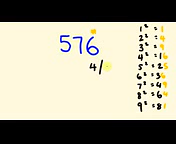 576
4/
1² = 1
2² = 4
3² = 9
4² = 16
5² = 25
6² = 36
7² = 49
8² = 64
9² = 81